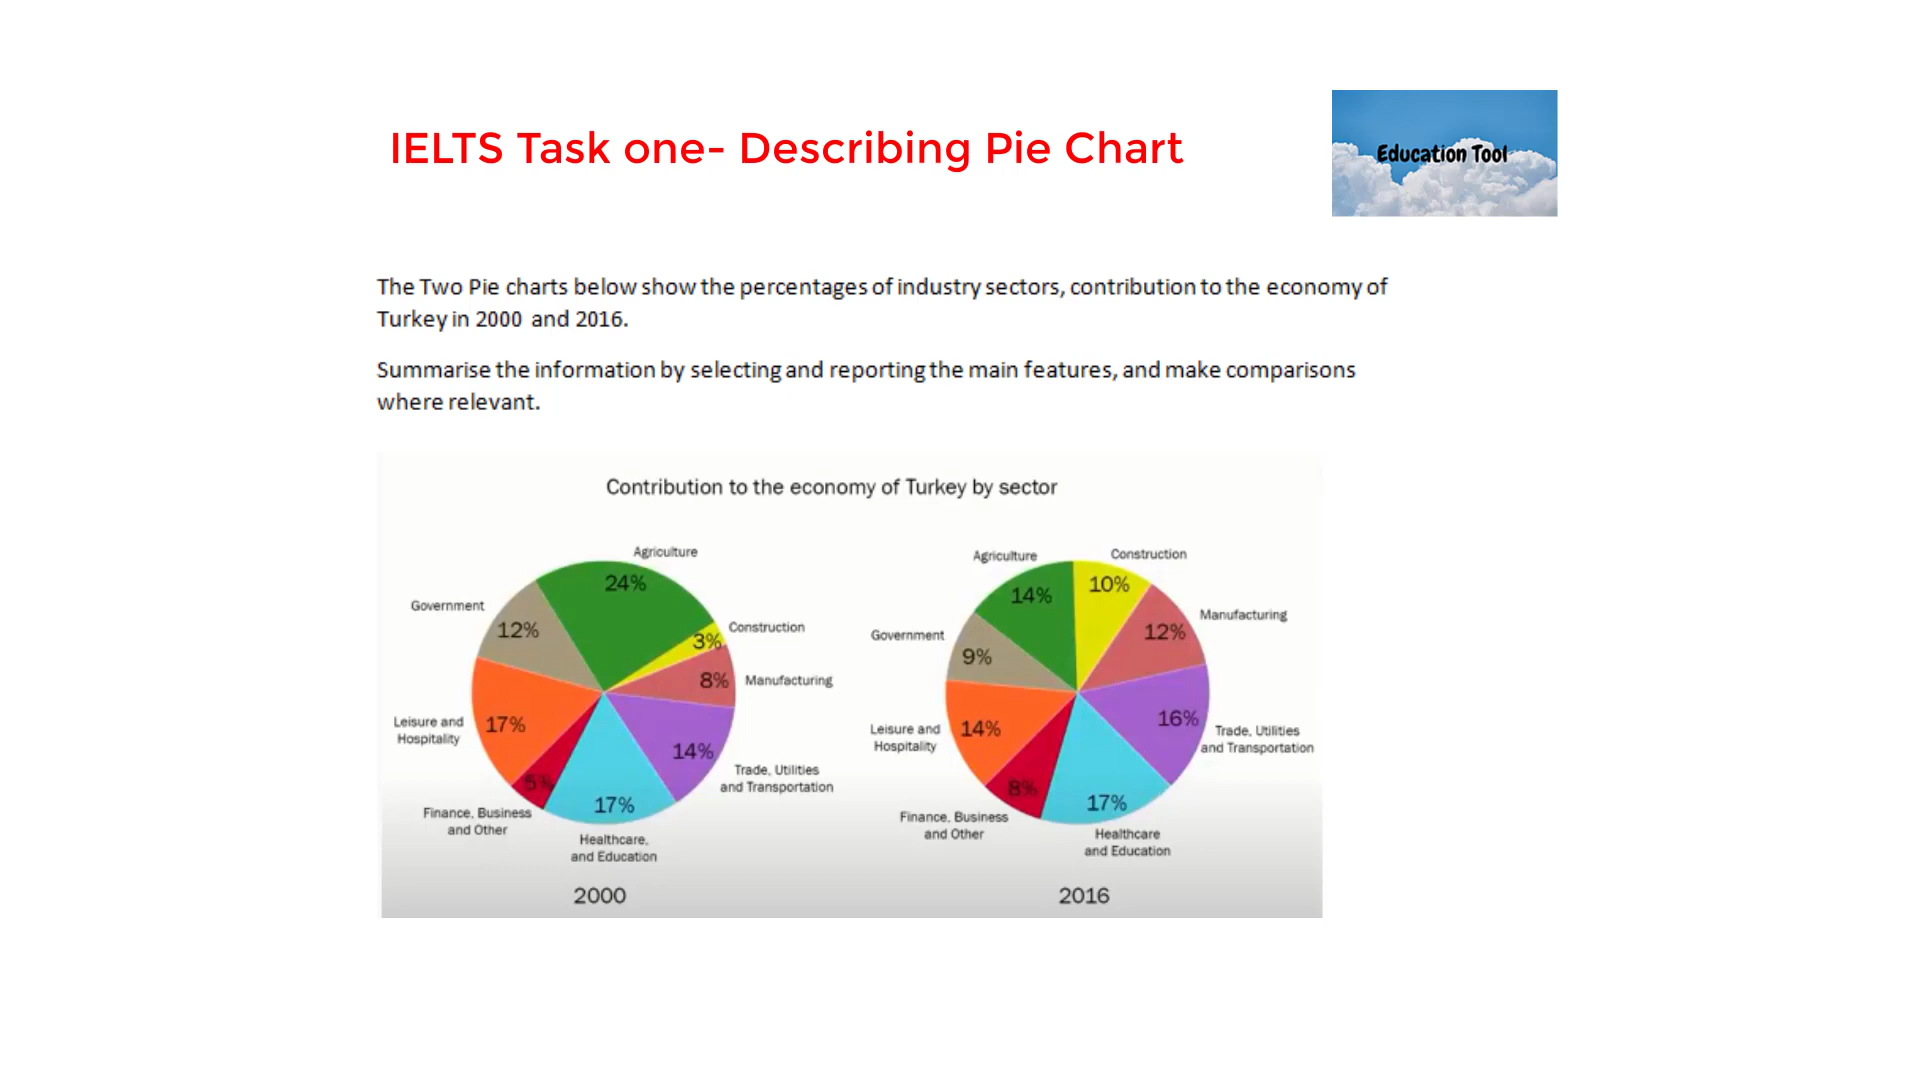 IELTS Task one- Describing Pie Chart
Education Tool
The Two Pie charts below show the percentages of industry sectors, contribution to the economy of
Turkey in 2000 and 2016.
Summarise the information by selecting and reporting the main features, and make comparisons
where relevant.
Contribution to the economy of Turkey by sector
Agriculture
24%
Government
12%
Construction
3%
8%
Manufacturing
Leisure and
Hospitality
17%
14%
Trade, Utilities
and Transportation
5%
Finance, Business
and Other
17%
Healthcare,
and Education
2000
Agriculture
14%
Construction
10%
Manufacturing
12%
Government
9%
16%
Trade, Utilities
and Transportation
Leisure and
Hospitality
14%
8%
Finance, Business
and Other
17%
Healthcare
and Education
2016